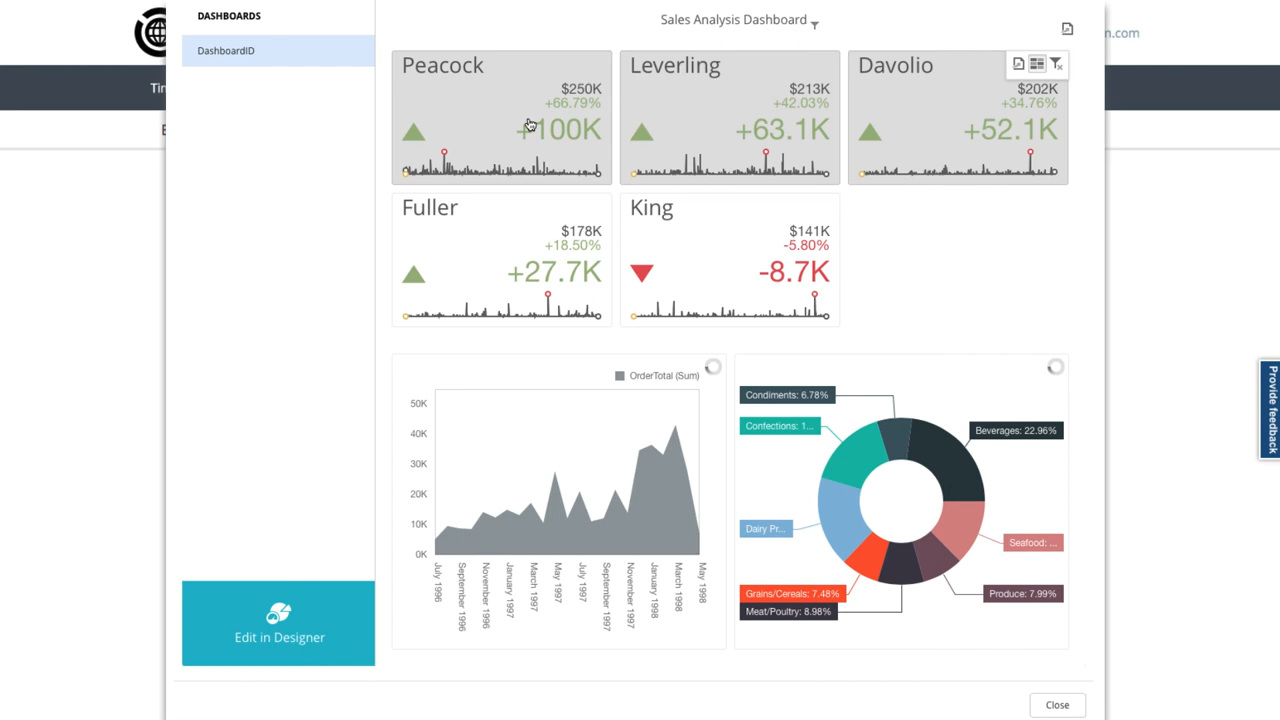 DASHBOARDS
DashboardID
Sales Analysis Dashboard
n.com
Tin
E
Peacock
$250K
+66.79%
+100K
Leverling
$213K
+42.03%
+63.1K
Davolio
$202K
+34.76%
+52.1K
Fuller
$178K
+18.50%
+27.7K
King
$141K
-5.80%
-8.7K
OrderTotal (Sum)
50K
40K
30K
20K
10K
0K
July 1996
September 1996
November 1996
January 1997
March 1997
May 1997
July 1997
September 1997
November 1997
January 1998
March 1998
May 1998
Condiments: 6.78%
Confections: 1...
Beverages: 22.96%
Dairy Pr...
Seafood: ...
Grains/Cereals: 7.48%
Produce: 7.99%
Meat/Poultry: 8.98%
Edit in Designer
Provide feedback
Close